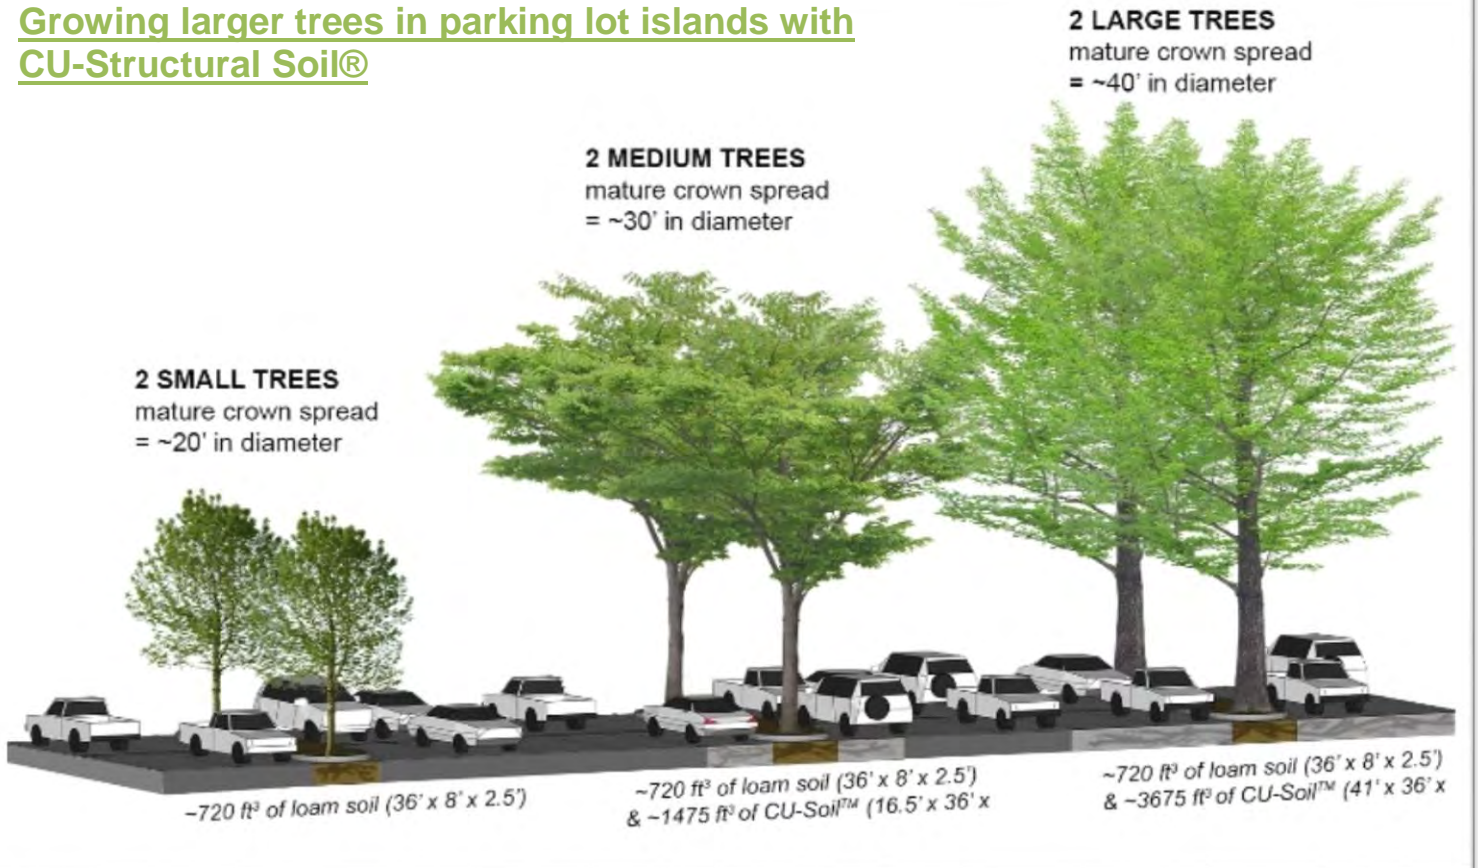 Growing larger trees in parking lot islands with
CU-Structural Soil®
2 LARGE TREES
mature crown spread
= ~40' in diameter
2 MEDIUM TREES
mature crown spread
= ~30' in diameter
2 SMALL TREES
mature crown spread
= ~20' in diameter
~720 ft³ of loam soil (36' x 8' x 2.5')
~720 ft³ of loam soil (36' x 8' x 2.5')
& ~1475 ft³ of CU-Soil™ (16.5' x 36' x
~720 ft³ of loam soil (36' x 8' x 2.5')
& ~3675 ft³ of CU-Soil™ (41' x 36' x